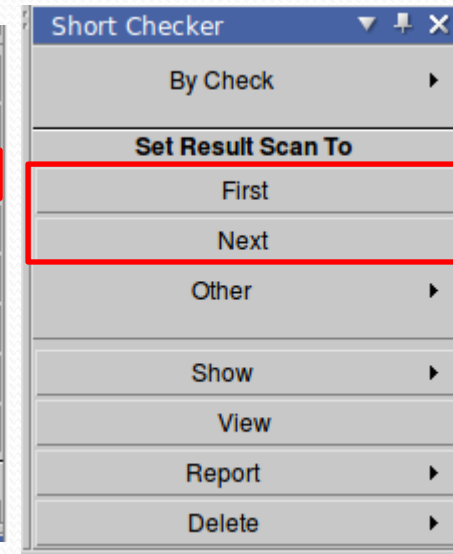 Short Checker
By Check
Set Result Scan To
First
Next
Other
Show
View
Report
Delete